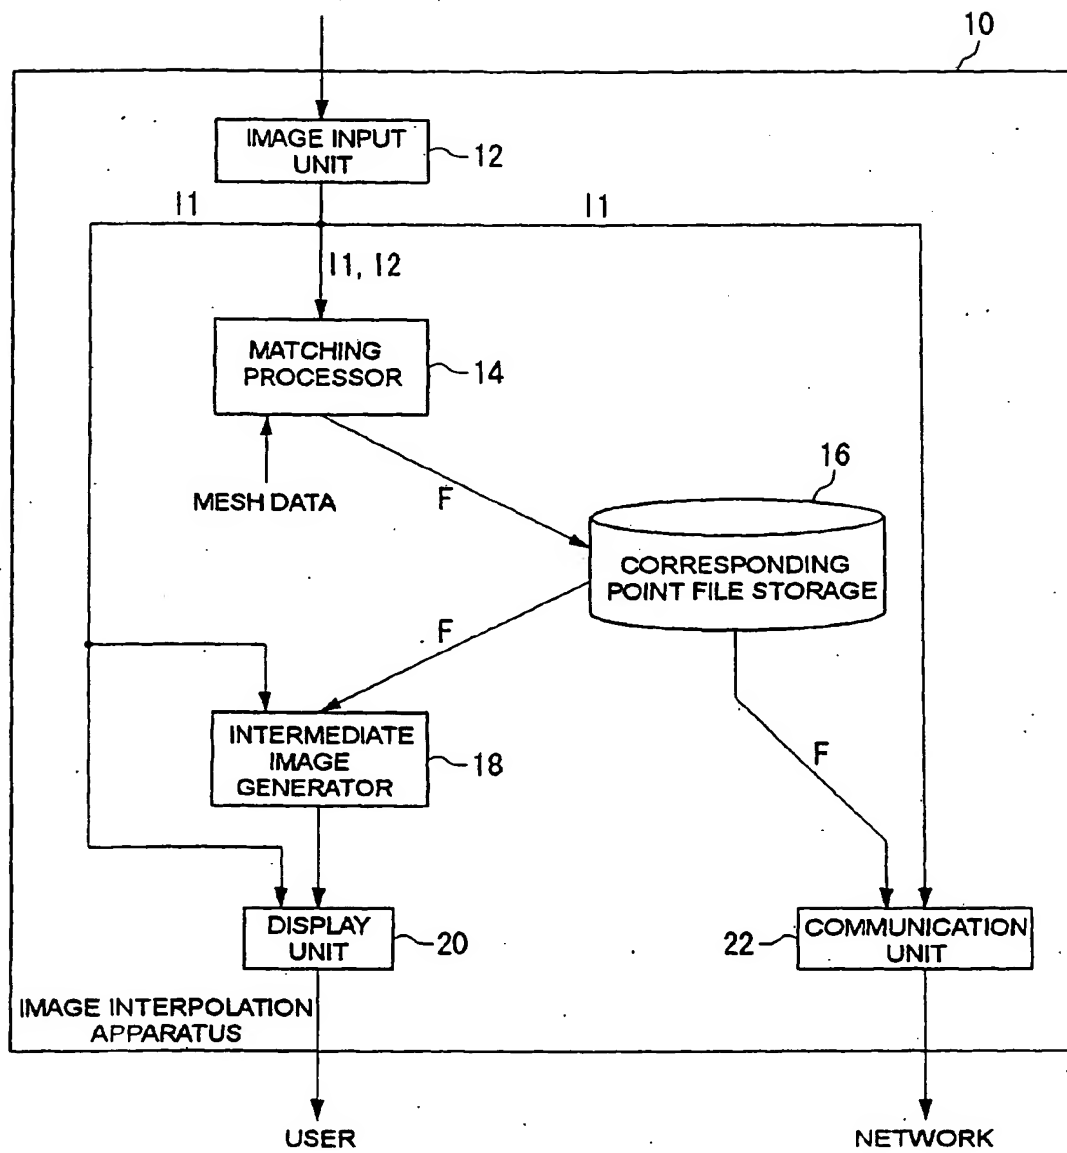 10
IMAGE INPUT
UNIT
12
I1
I1
I1, I2
MATCHING
PROCESSOR
14
MESH DATA
F
16
CORRESPONDING
POINT FILE STORAGE
F
INTERMEDIATE
IMAGE
GENERATOR
18
F
DISPLAY
UNIT
20
22
COMMUNICATION
UNIT
IMAGE INTERPOLATION
APPARATUS
USER
NETWORK